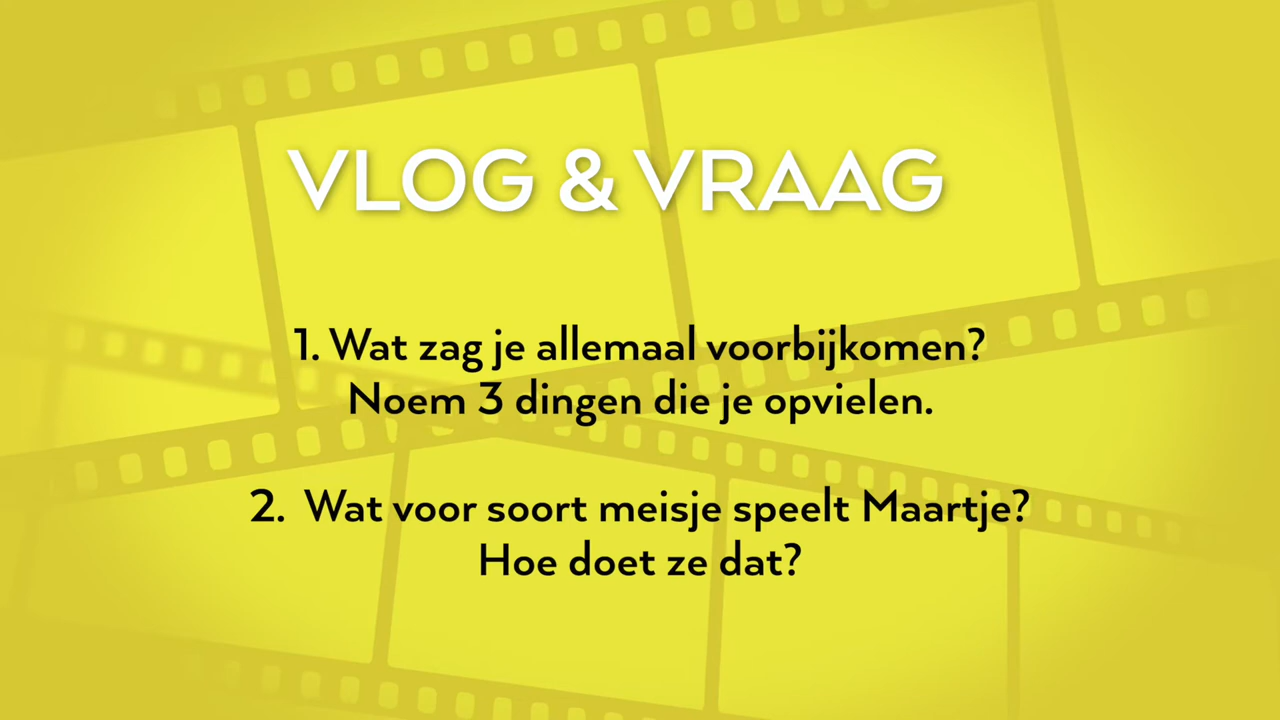 VLOG & VRAAG
1. Wat zag je allemaal voorbijkomen?
Noem 3 dingen die je opvielen.
2. Wat voor soort meisje speelt Maartje?
Hoe doet ze dat?